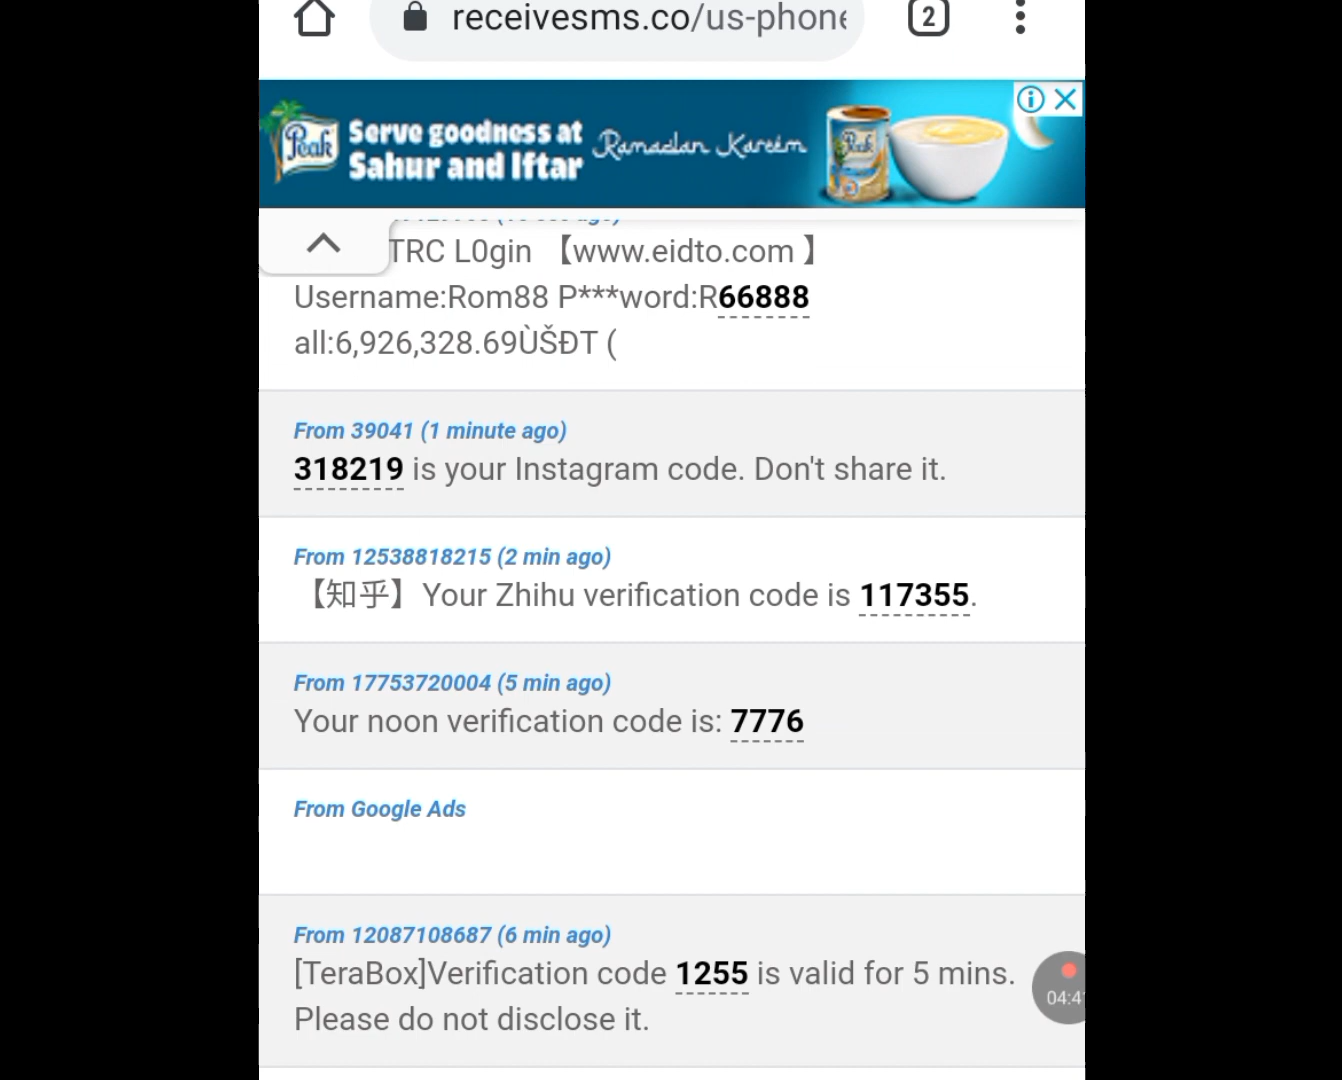 receivesms.co/us-phone
2
Peak
Serve goodness at
Sahur and Iftar
Ramadan Kareem
Peak
TRC L0gin 【www.eidto.com】
Username:Rom88 P***word:R66888
all:6,926,328.69ÙŠĐT (
From 39041 (1 minute ago)
318219 is your Instagram code. Don't share it.
From 12538818215 (2 min ago)
【知乎】Your Zhihu verification code is 117355.
From 17753720004 (5 min ago)
Your noon verification code is: 7776
From Google Ads
From 12087108687 (6 min ago)
[TeraBox]Verification code 1255 is valid for 5 mins.
Please do not disclose it.
04:41